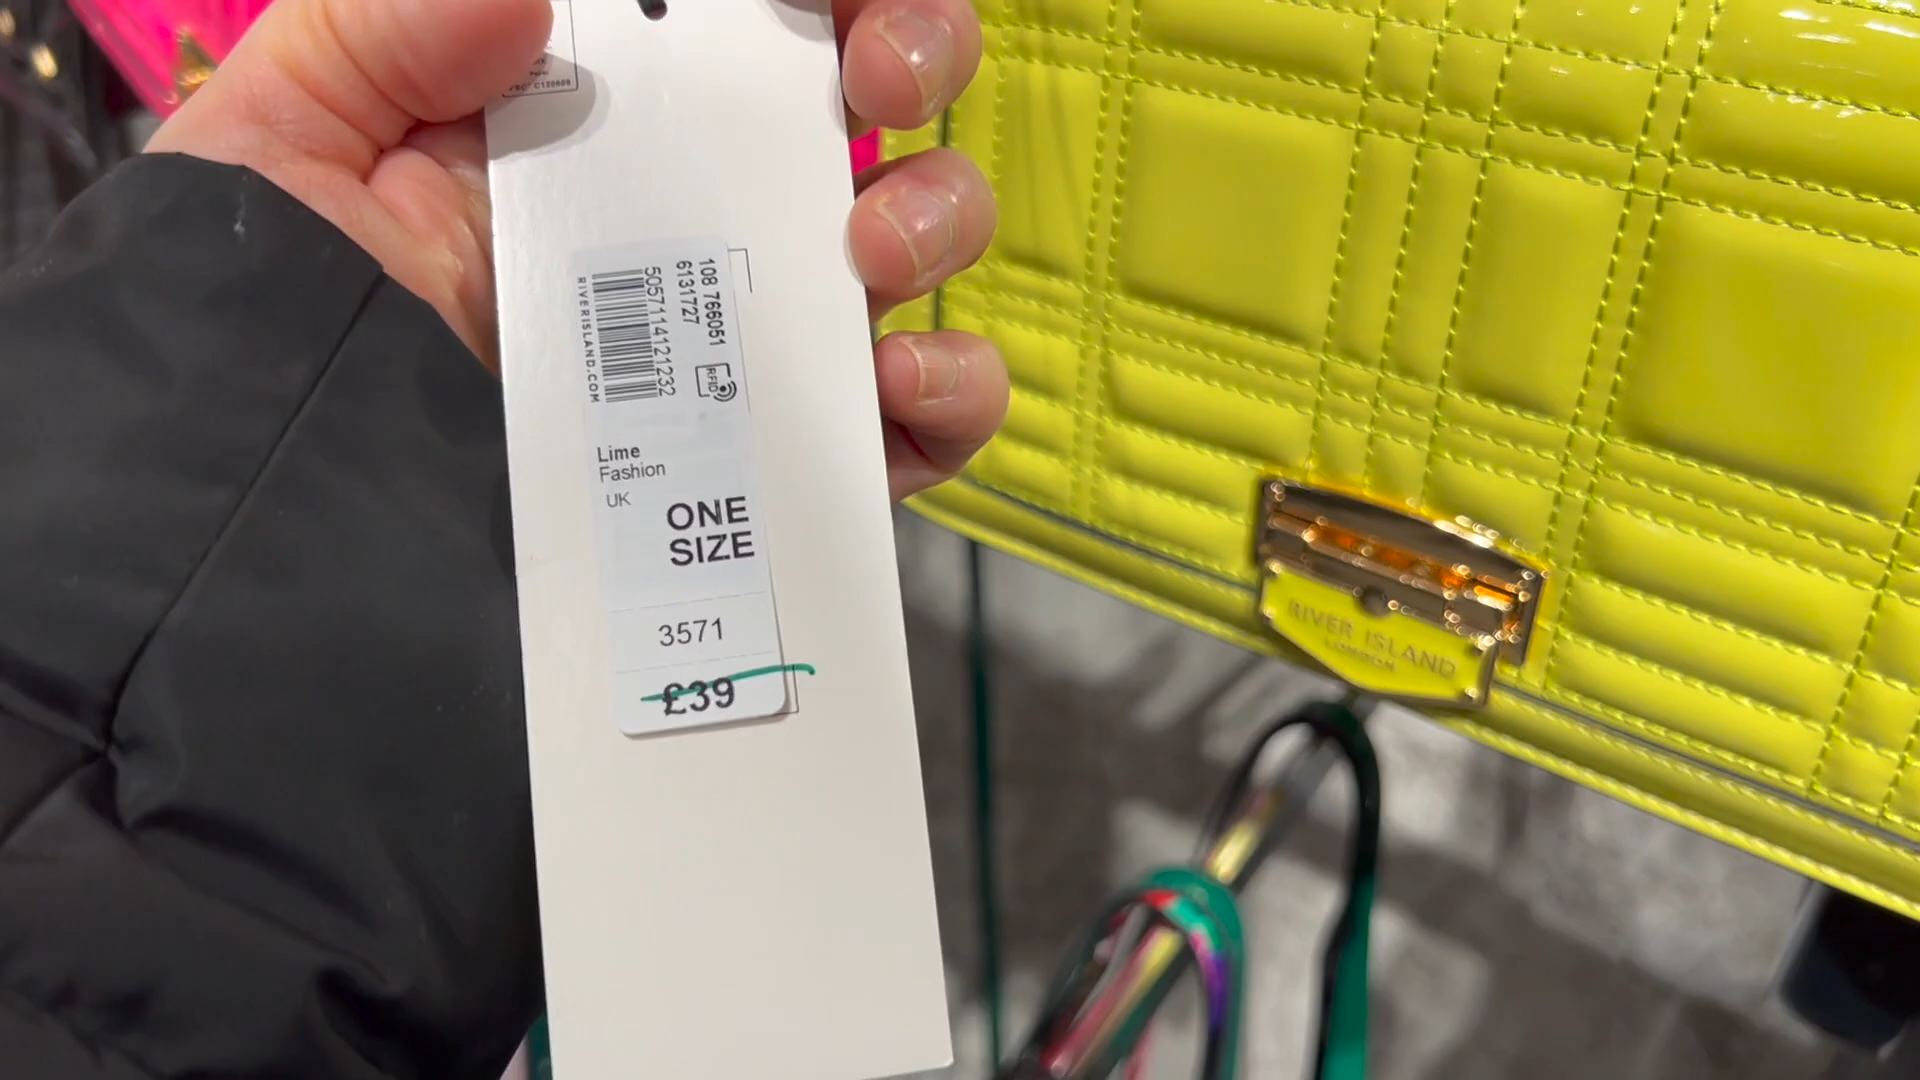 108 766051
6131727
5057114121232
RIVERISLAND.COM
RFID
Lime
Fashion
UK
ONE
SIZE
3571
£39
RIVER ISLAND
LONDON